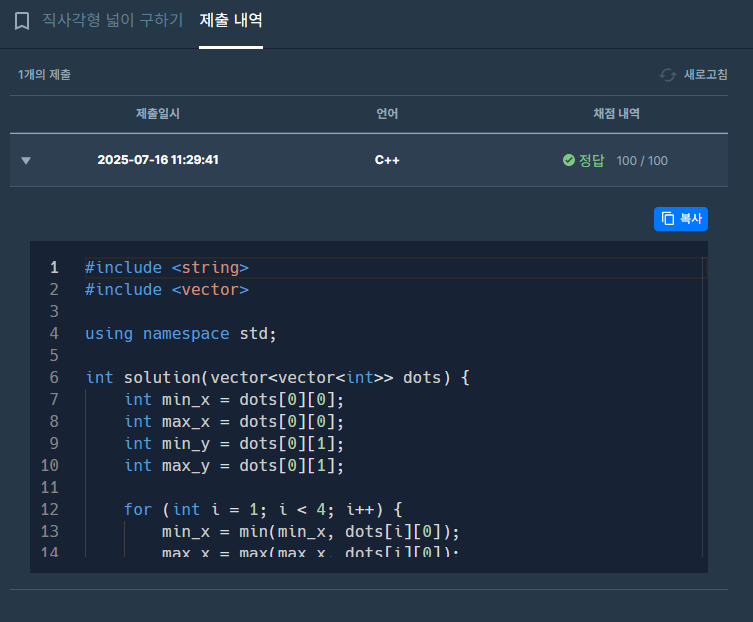 직사각형 넓이 구하기 제출 내역
1개의 제출 새로고침
제출일시 언어 채점 내역
2025-07-16 11:29:41 C++ 정답 100 / 100
복사
1 #include <string>
2 #include <vector>
3
4 using namespace std;
5
6 int solution(vector<vector<int>> dots) {
7 int min_x = dots[0][0];
8 int max_x = dots[0][0];
9 int min_y = dots[0][1];
10 int max_y = dots[0][1];
11
12 for (int i = 1; i < 4; i++) {
13 min_x = min(min_x, dots[i][0]);
14 max_x = max(max_x, dots[i][0]);